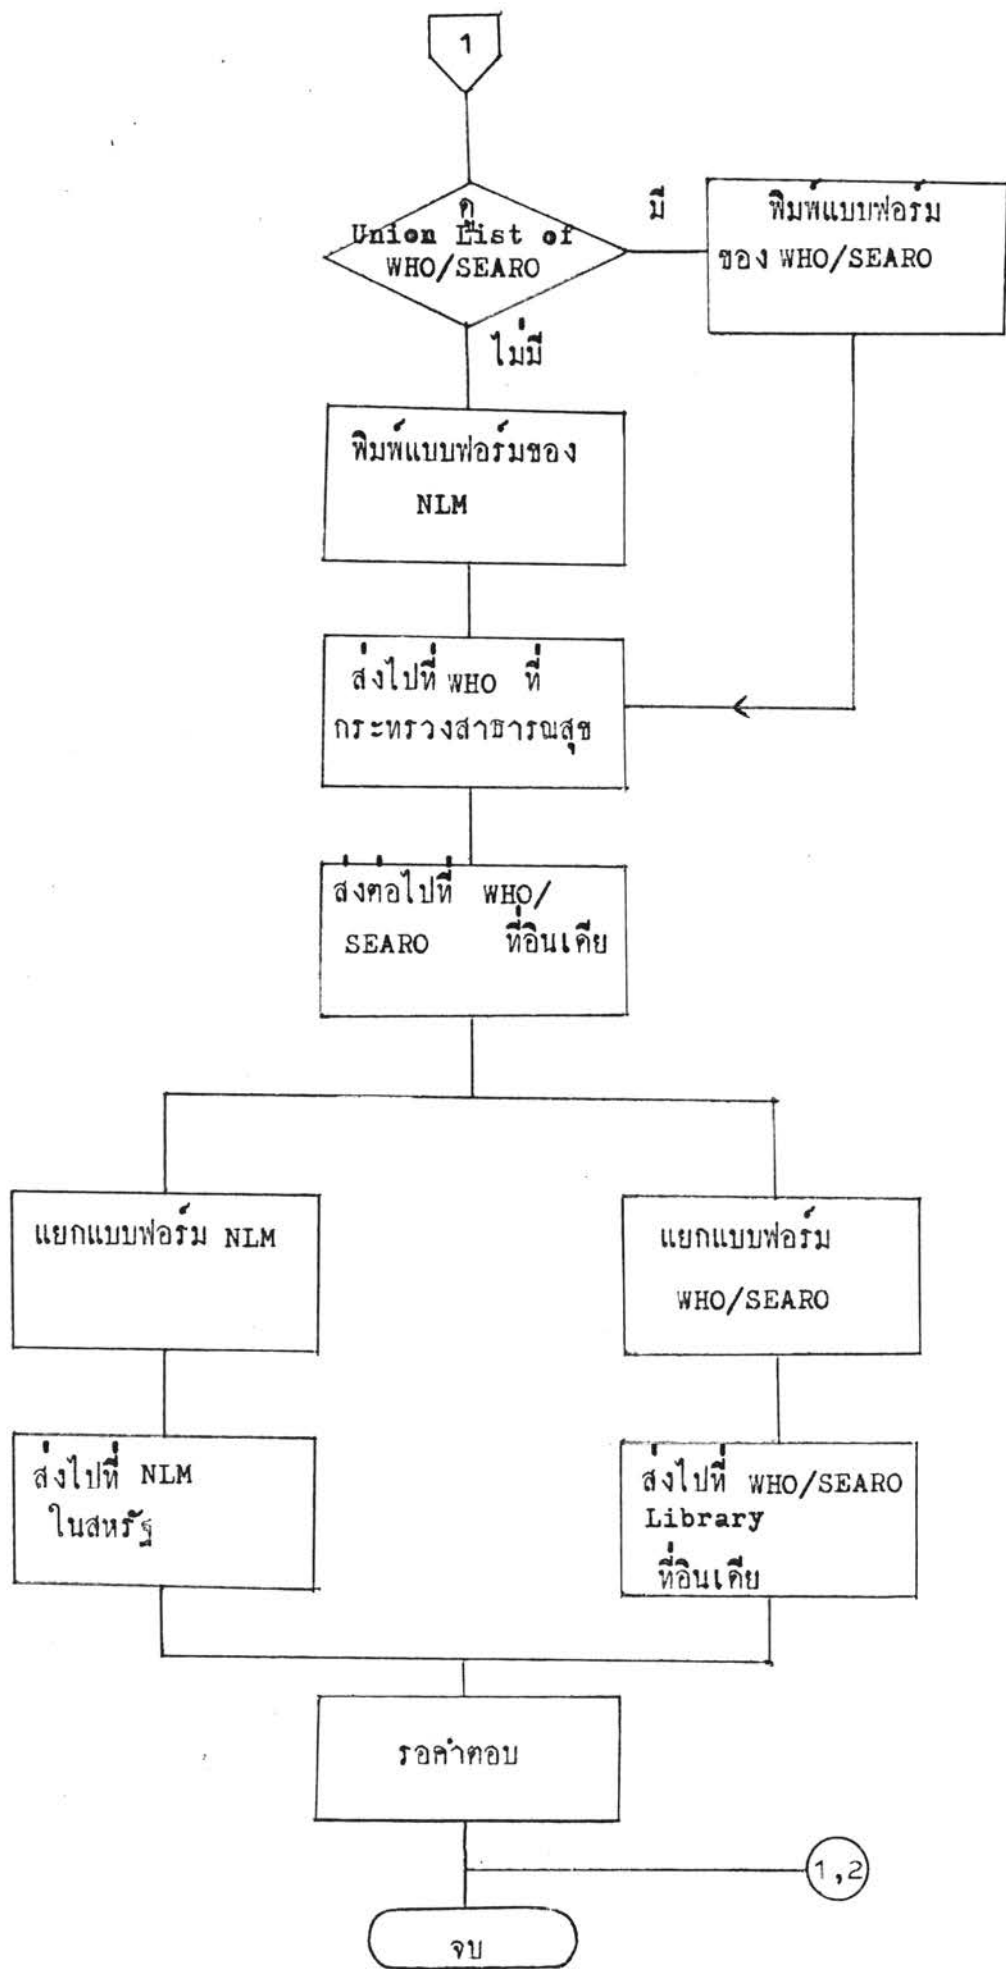 1
ดู
Union List of
WHO/SEARO
มี
พิมพ์แบบฟอร์ม
ของ WHO/SEARO
ไม่มี
พิมพ์แบบฟอร์มของ
NLM
ส่งไปที่ WHO ที่
กระทรวงสาธารณสุข
ส่งต่อไปที่ WHO/
SEARO ที่อินเดีย
แยกแบบฟอร์ม NLM
แยกแบบฟอร์ม
WHO/SEARO
ส่งไปที่ NLM
ในสหรัฐ
ส่งไปที่ WHO/SEARO
Library
ที่อินเดีย
รอคำตอบ
1,2
จบ